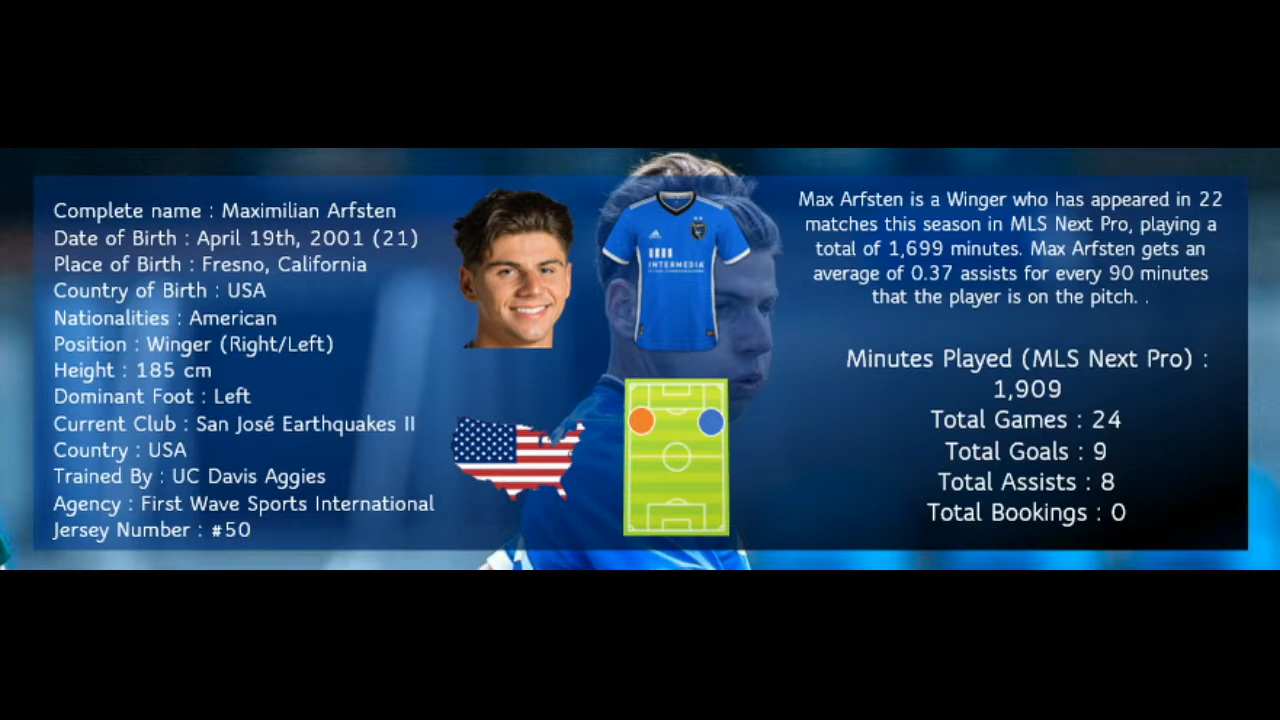 Complete name : Maximilian Arfsten
Date of Birth : April 19th, 2001 (21)
Place of Birth : Fresno, California
Country of Birth : USA
Nationalities : American
Position : Winger (Right/Left)
Height : 185 cm
Dominant Foot : Left
Current Club : San José Earthquakes II
Country : USA
Trained By : UC Davis Aggies
Agency : First Wave Sports International
Jersey Number : #50
INTERMEDIA
Max Arfsten is a Winger who has appeared in 22
matches this season in MLS Next Pro, playing a
total of 1,699 minutes. Max Arfsten gets an
average of 0.37 assists for every 90 minutes
that the player is on the pitch. .
Minutes Played (MLS Next Pro) :
1,909
Total Games : 24
Total Goals : 9
Total Assists : 8
Total Bookings : 0